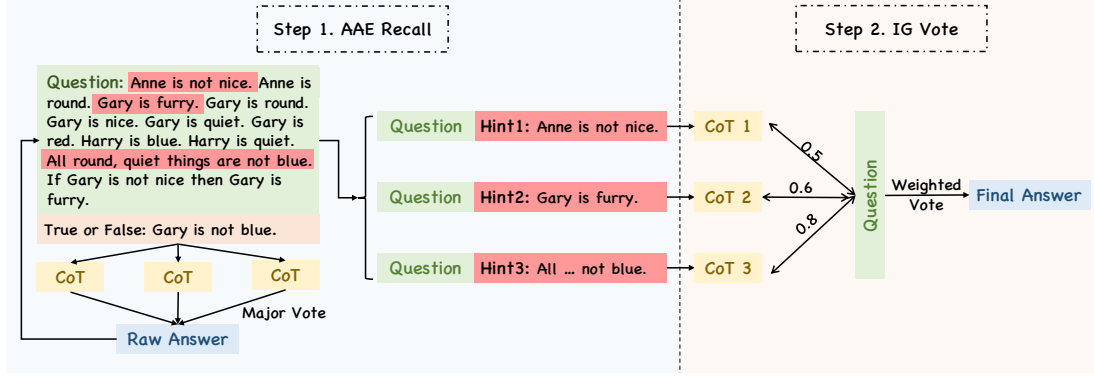 Step 1. AAE Recall
Step 2. IG Vote
Question: Anne is not nice. Anne is
round. Gary is furry. Gary is round.
Gary is nice. Gary is quiet. Gary is
red. Harry is blue. Harry is quiet.
All round, quiet things are not blue.
If Gary is not nice then Gary is
furry.
True or False: Gary is not blue.
CoT
CoT
CoT
Major Vote
Raw Answer
Question Hint1: Anne is not nice.
Question Hint2: Gary is furry.
Question Hint3: All ... not blue.
CoT 1
CoT 2
CoT 3
0.5
0.6
0.8
Question
Weighted
Vote
Final Answer